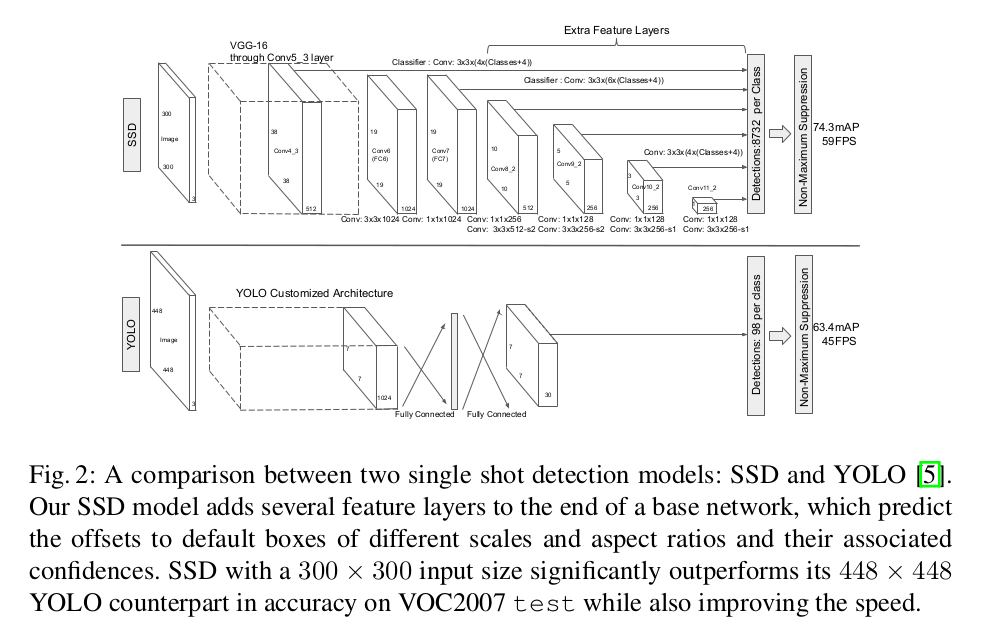 Extra Feature Layers
VGG-16
through Conv5_3 layer
Classifier : Conv: 3x3x(4x(Classes+4))
Classifier : Conv: 3x3x(6x(Classes+4))
SSD
300
Image
300
3
38
Conv4_3
38
512
19
Conv6
(FC6)
19
1024
19
Conv7
(FC7)
19
1024
10
Conv8_2
10
512
5
Conv9_2
5
256
Conv: 3x3x(4x(Classes+4))
3
Conv10_2
3
256
Conv11_2
256
Detections:8732 per Class
Non-Maximum Suppression
74.3mAP
59FPS
Conv: 3x3x1024
Conv: 1x1x1024
Conv: 1x1x256
Conv: 3x3x512-s2
Conv: 1x1x128
Conv: 3x3x256-s2
Conv: 1x1x128
Conv: 3x3x256-s1
Conv: 1x1x128
Conv: 3x3x256-s1
YOLO
448
Image
448
3
YOLO Customized Architecture
7
7
1024
Fully Connected
Fully Connected
7
7
30
Detections: 98 per class
Non-Maximum Suppression
63.4mAP
45FPS
Fig. 2: A comparison between two single shot detection models: SSD and YOLO [5].
Our SSD model adds several feature layers to the end of a base network, which predict
the offsets to default boxes of different scales and aspect ratios and their associated
confidences. SSD with a 300 × 300 input size significantly outperforms its 448 × 448
YOLO counterpart in accuracy on VOC2007 test while also improving the speed.